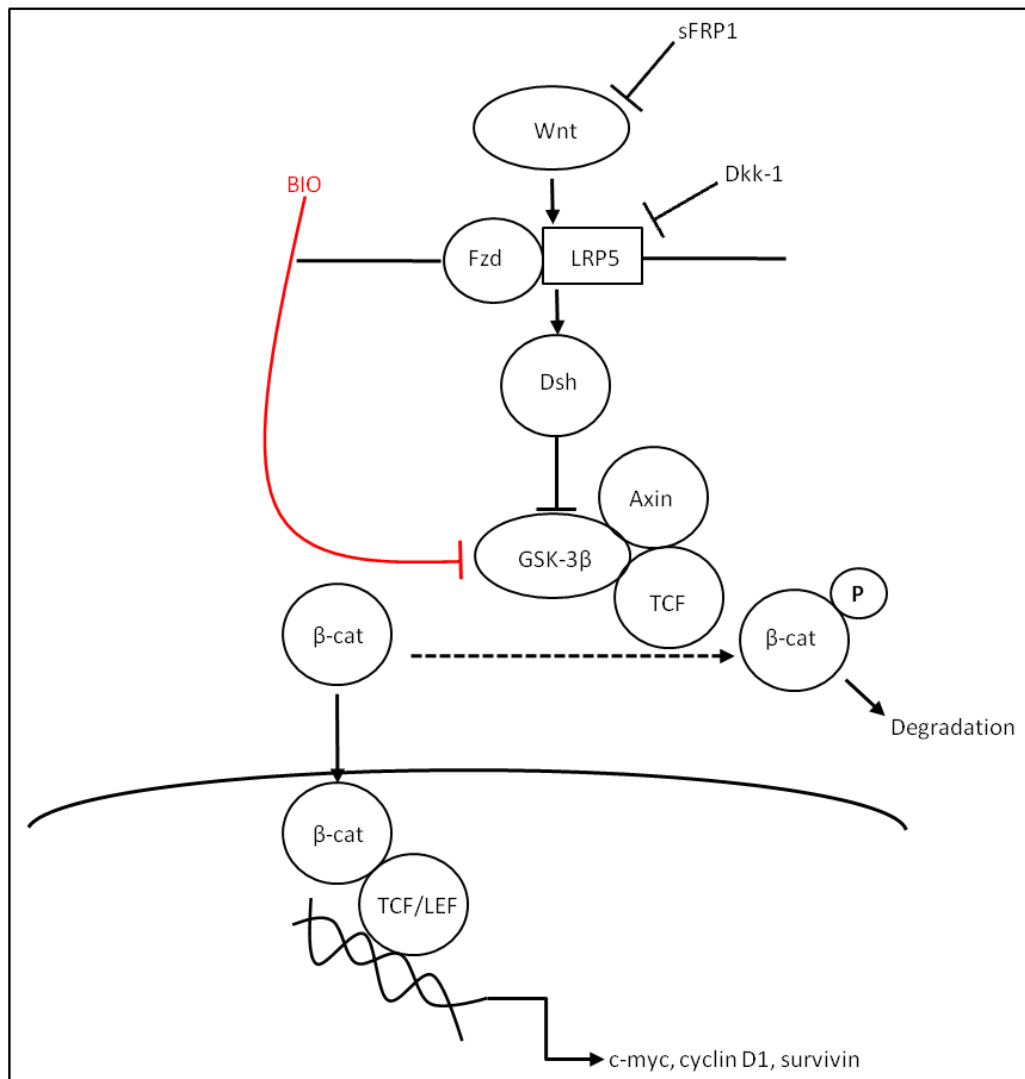 sFRP1
Wnt
Dkk-1
BIO
Fzd
LRP5
Dsh
Axin
GSK-3β
TCF
P
β-cat
β-cat
Degradation
β-cat
TCF/LEF
c-myc, cyclin D1, survivin